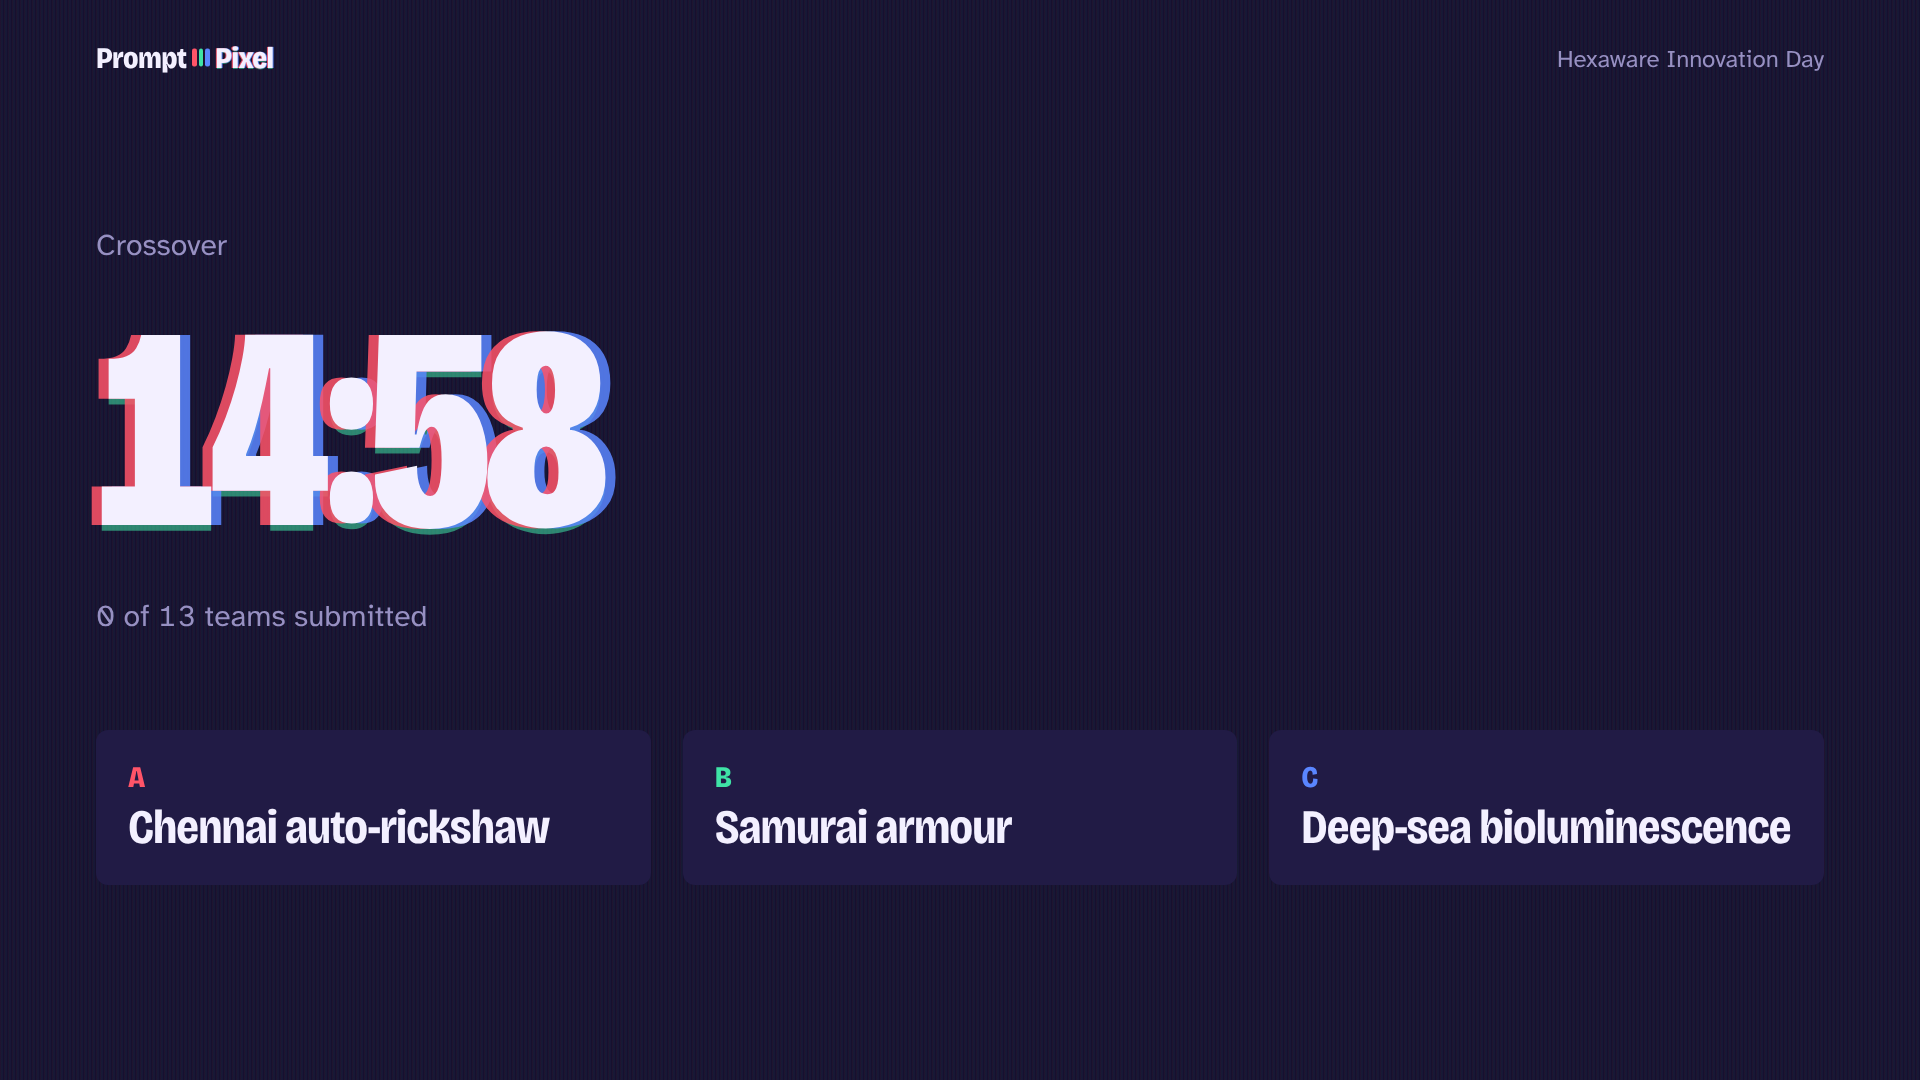 Prompt Pixel
Hexaware Innovation Day
Crossover
14:58
0 of 13 teams submitted
A
Chennai auto-rickshaw
B
Samurai armour
C
Deep-sea bioluminescence